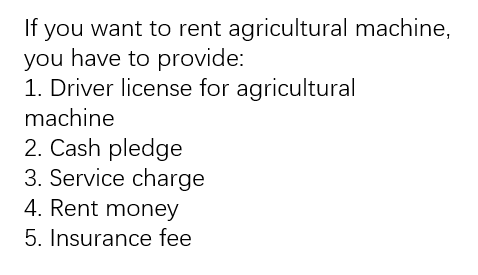 If you want to rent agricultural machine,
you have to provide:
1. Driver license for agricultural
machine
2. Cash pledge
3. Service charge
4. Rent money
5. Insurance fee